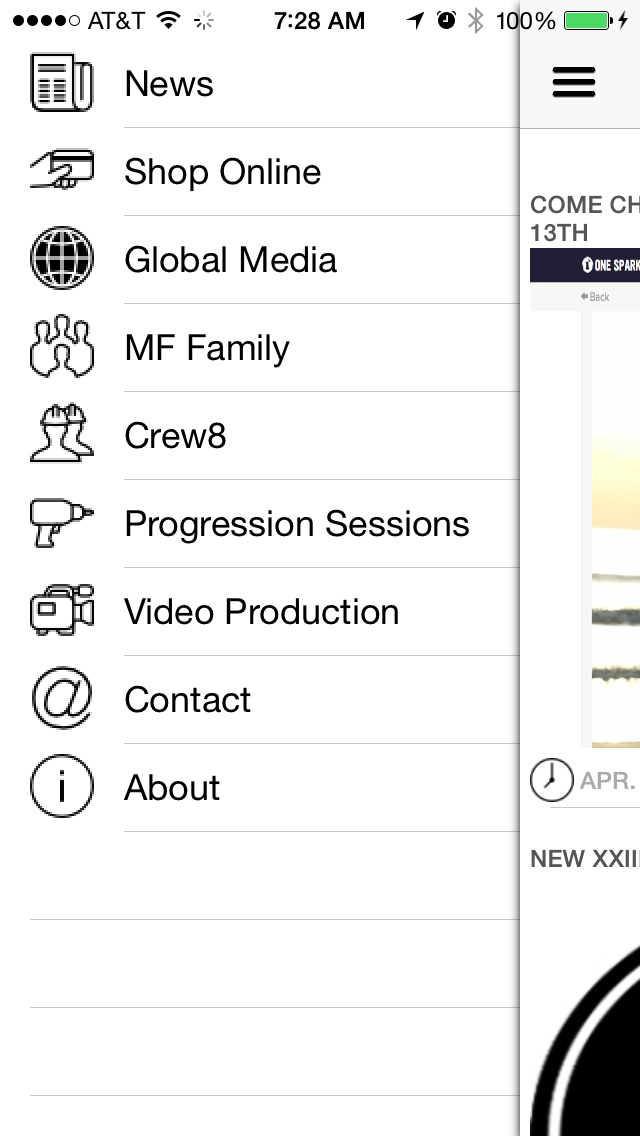 AT&T 7:28 AM 100%
News
Shop Online
Global Media
MF Family
Crew8
Progression Sessions
Video Production
Contact
About
COME CH
13TH
ONE SPARK
Back
APR.
NEW XXIII